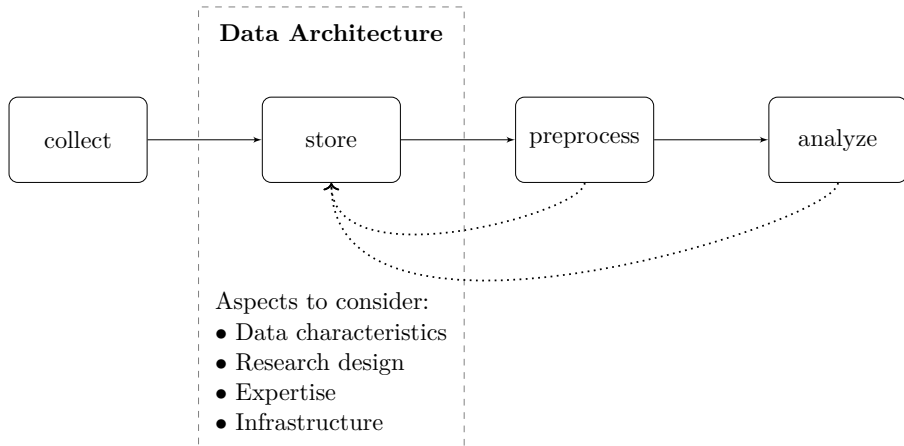 Data Architecture
collect
store
preprocess
analyze
Aspects to consider:
• Data characteristics
• Research design
• Expertise
• Infrastructure